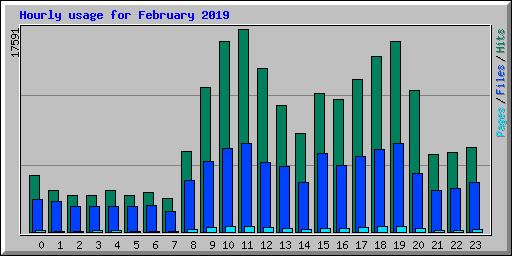 Hourly usage for February 2019
17591
Pages/Files/Hits
0 1 2 3 4 5 6 7 8 9 10 11 12 13 14 15 16 17 18 19 20 21 22 23